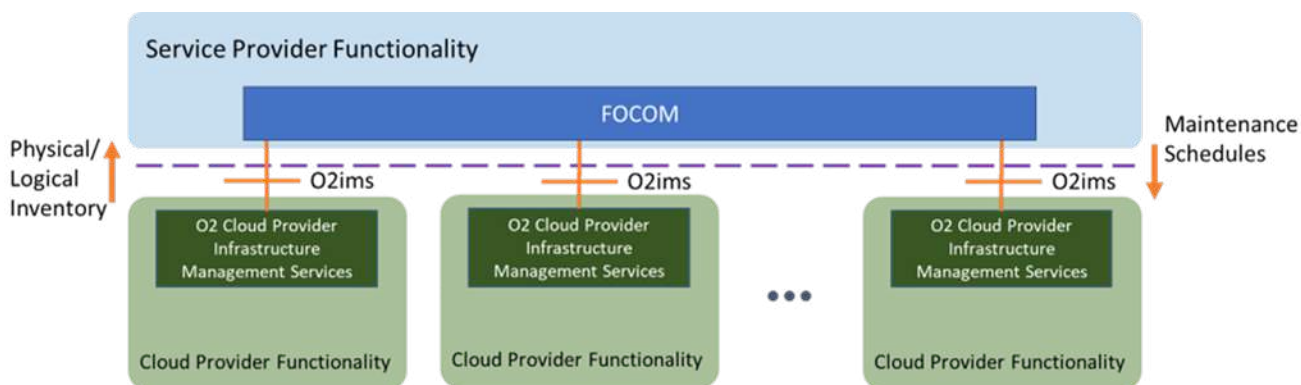 Service Provider Functionality
FOCOM
Physical/
Logical
Inventory
Maintenance
Schedules
O2ims
O2ims
O2ims
O2 Cloud Provider
Infrastructure
Management Services
Cloud Provider Functionality
O2 Cloud Provider
Infrastructure
Management Services
Cloud Provider Functionality
O2 Cloud Provider
Infrastructure
Management Services
Cloud Provider Functionality